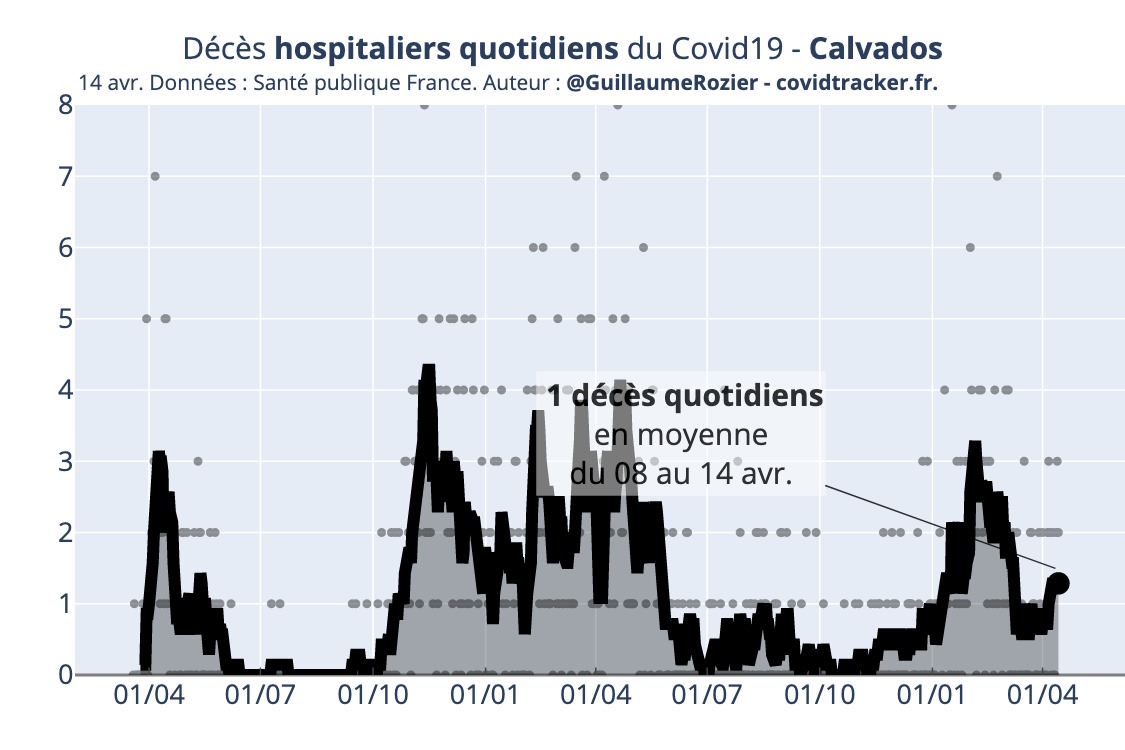 Décès hospitaliers quotidiens du Covid19 - Calvados
14 avr. Données : Santé publique France. Auteur : @GuillaumeRozier - covidtracker.fr.
8
7
6
5
4
3
2
1
0
1 décès quotidiens
en moyenne
du 08 au 14 avr.
01/04 01/07 01/10 01/01 01/04 01/07 01/10 01/01 01/04